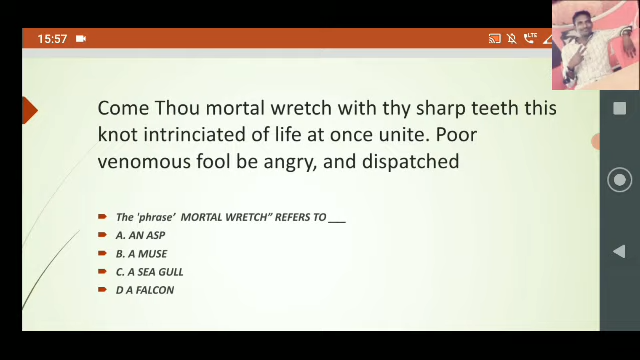 15:57
LTE
Come Thou mortal wretch with thy sharp teeth this
knot intrinciated of life at once unite. Poor
venomous fool be angry, and dispatched
The 'phrase' MORTAL WRETCH" REFERS TO ___
A. AN ASP
B. A MUSE
C. A SEA GULL
D A FALCON